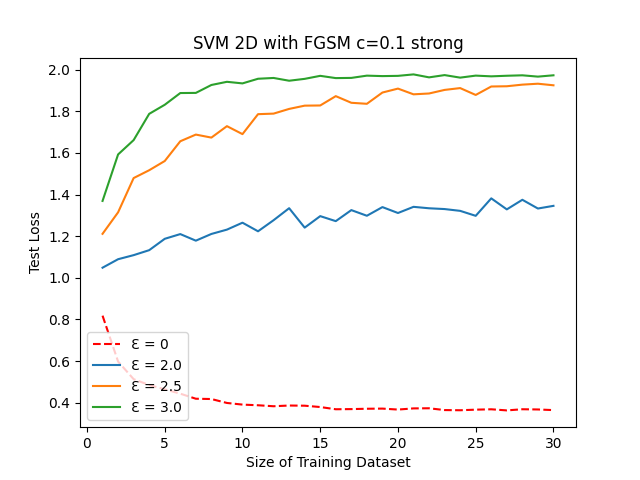 SVM 2D with FGSM c=0.1 strong
Test Loss
2.0
1.8
1.6
1.4
1.2
1.0
0.8
0.6
0.4
ℇ = 0
ℇ = 2.0
ℇ = 2.5
ℇ = 3.0
0 5 10 15 20 25 30
Size of Training Dataset